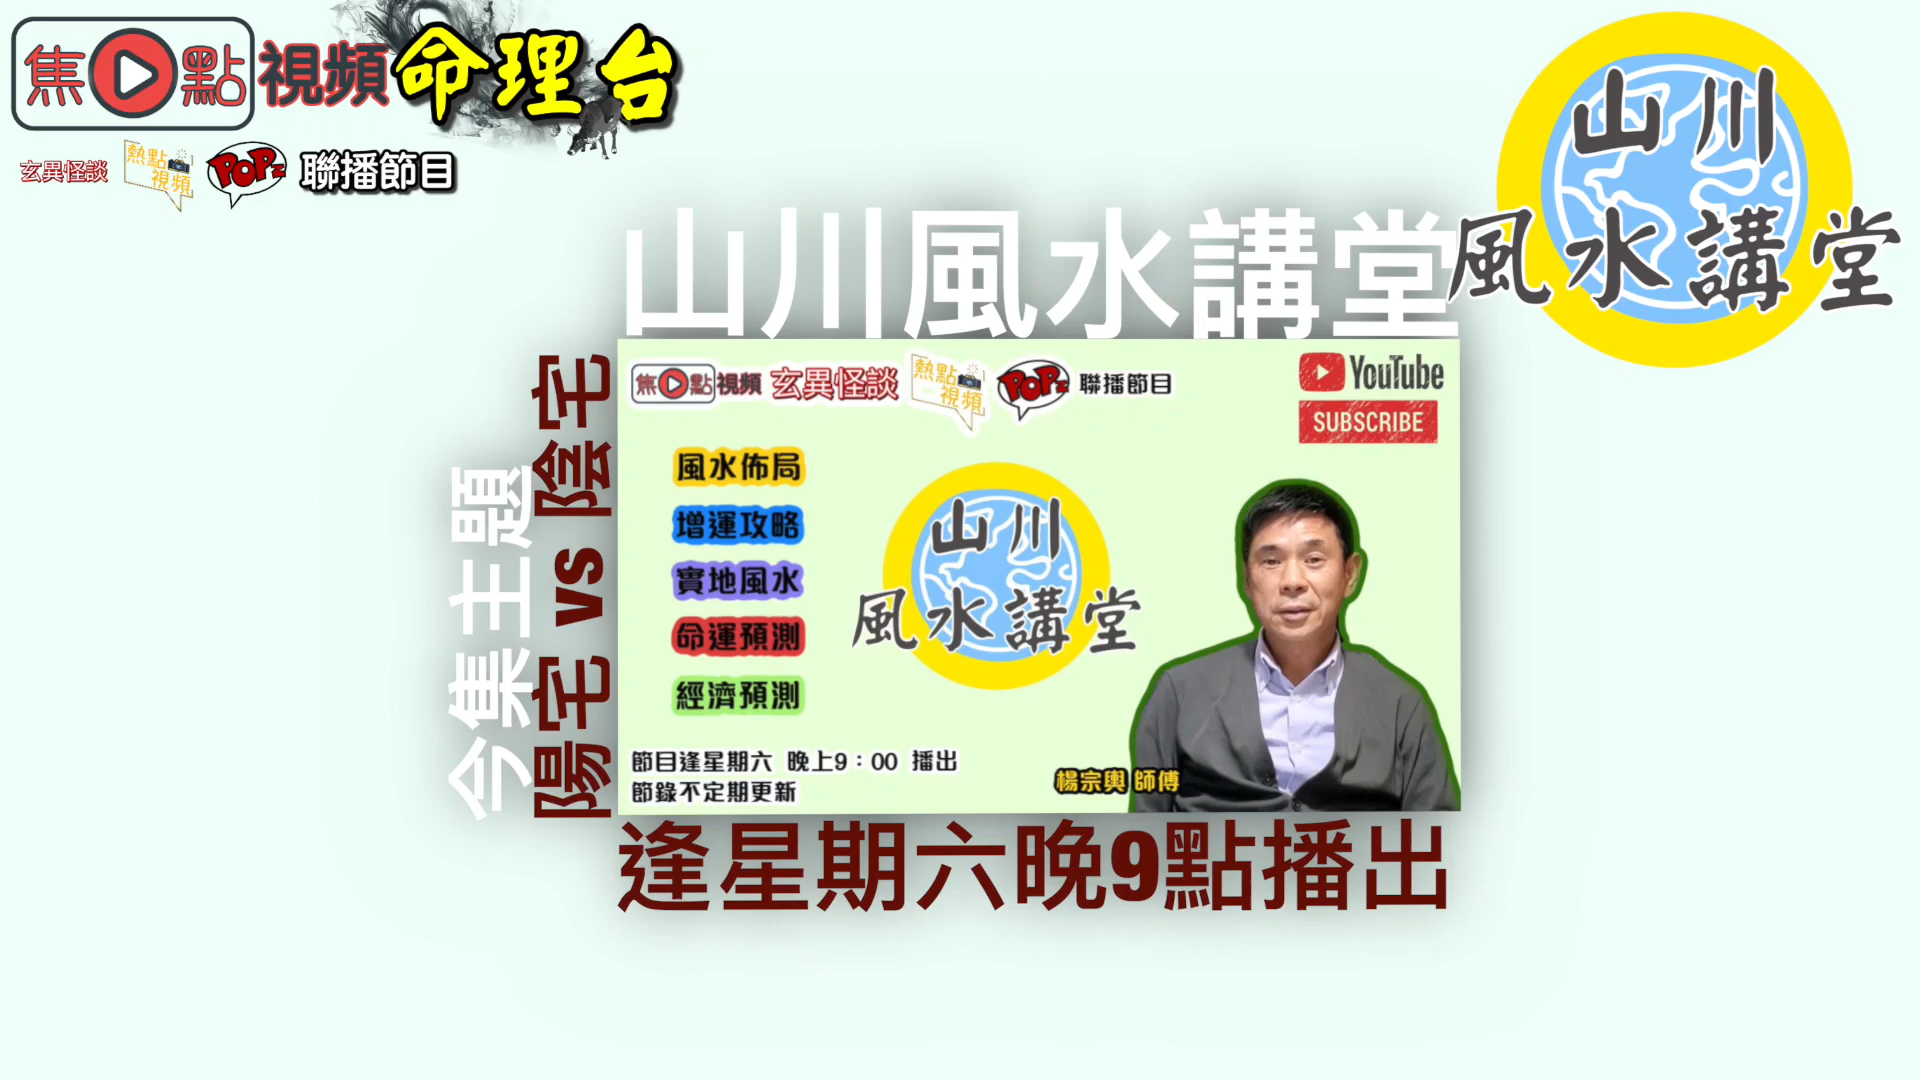 焦點視頻命理台
玄異怪談 熱點視頻 POPz 聯播節目
山川
風水講堂
山川風水講堂
今集主題
陽宅 vs 陰宅
焦點視頻 玄異怪談 熱點視頻 POPz 聯播節目
YouTube
SUBSCRIBE
風水佈局
增運攻略
實地風水
命運預測
經濟預測
山川
風水講堂
節目逢星期六 晚上9：00 播出
節錄不定期更新
楊宗輿 師傅
逢星期六晚9點播出